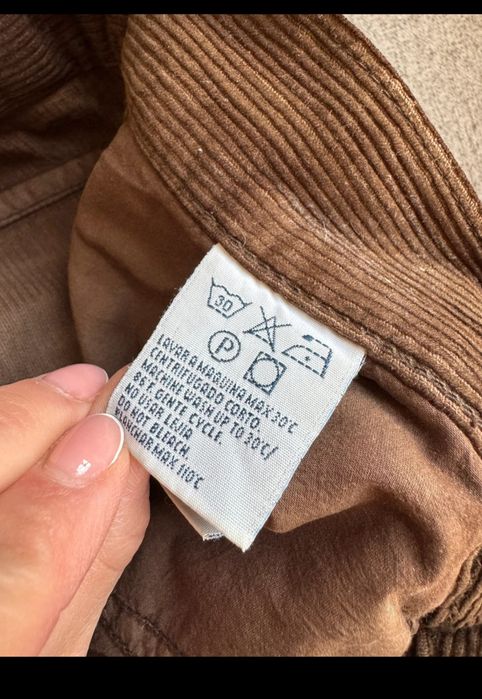 30
P
LAVAR A MAQUINA MAX 30°C
CENTRIFUGADO CORTO.
MACHINE WASH UP TO 30°C/
86 F. GENTE CYCLE.
NO USAR LEJIA
DO NOT BLEACH.
MAX 110°C